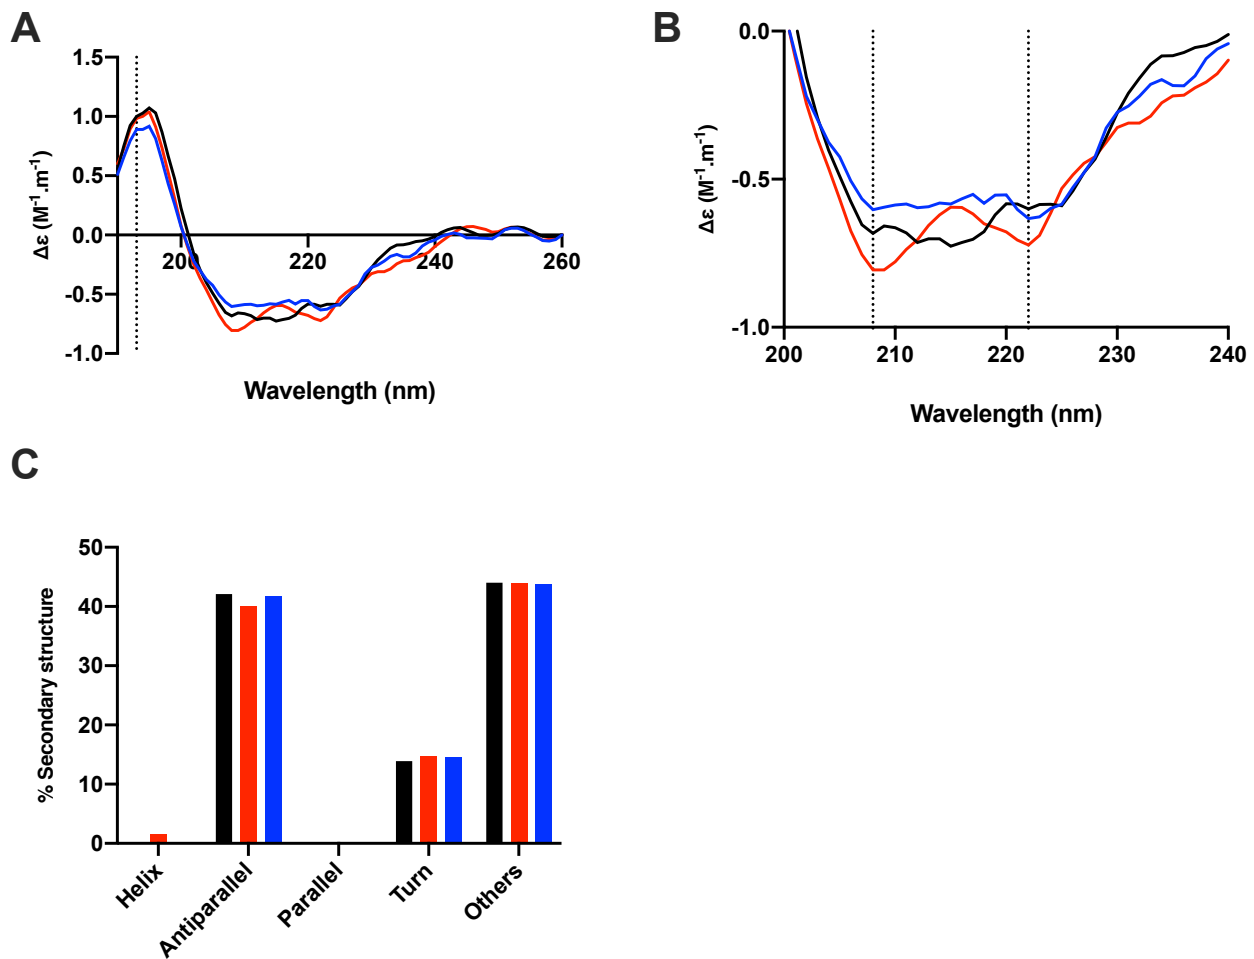 A
1.5
1.0
0.5
0.0
-0.5
-1.0
Δε (M⁻¹.m⁻¹)
200
220
240
260
Wavelength (nm)
B
0.0
-0.5
-1.0
Δε (M⁻¹.m⁻¹)
200
210
220
230
240
Wavelength (nm)
C
50
40
30
20
10
0
% Secondary structure
Helix
Antiparallel
Parallel
Turn
Others